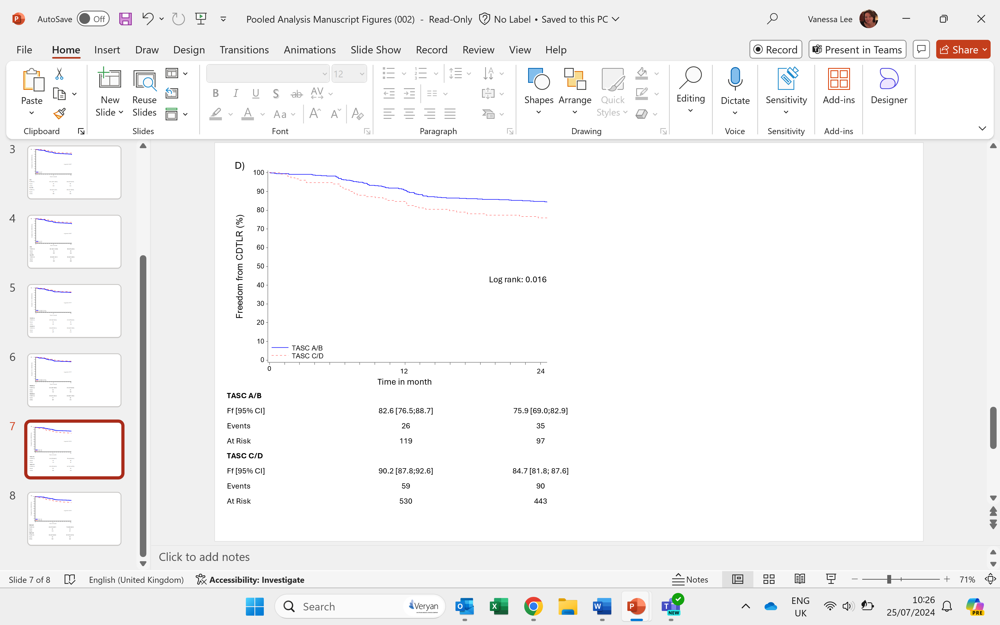 AutoSave Off Pooled Analysis Manuscript Figures (002) - Read-Only No Label • Saved to this PC Vanessa Lee
File Home Insert Draw Design Transitions Animations Slide Show Record Review View Help Record Present in Teams Share
Paste New Slide Reuse Slides 12 Shapes Arrange Quick Styles Editing Dictate Sensitivity Add-ins Designer
Clipboard Slides Font Paragraph Drawing Voice Sensitivity Add-ins
3
4
5
6
7
8
D)
100
90
80
70
60
50
40
30
20
10
0
Freedom from CDTLR (%)
Log rank: 0.016
TASC A/B
TASC C/D
0 12 24
Time in month
TASC A/B
Ff [95% CI] 82.6 [76.5;88.7] 75.9 [69.0;82.9]
Events 26 35
At Risk 119 97
TASC C/D
Ff [95% CI] 90.2 [87.8;92.6] 84.7 [81.8; 87.6]
Events 59 90
At Risk 530 443
Click to add notes
Slide 7 of 8 English (United Kingdom) Accessibility: Investigate Notes 71%
Search Veryan NEW ENG UK 10:26 25/07/2024 PRE